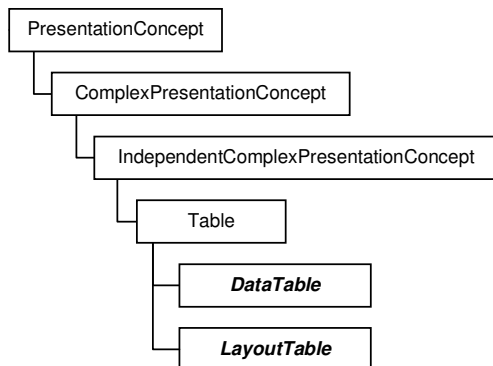 PresentationConcept
ComplexPresentationConcept
IndependentComplexPresentationConcept
Table
DataTable
LayoutTable